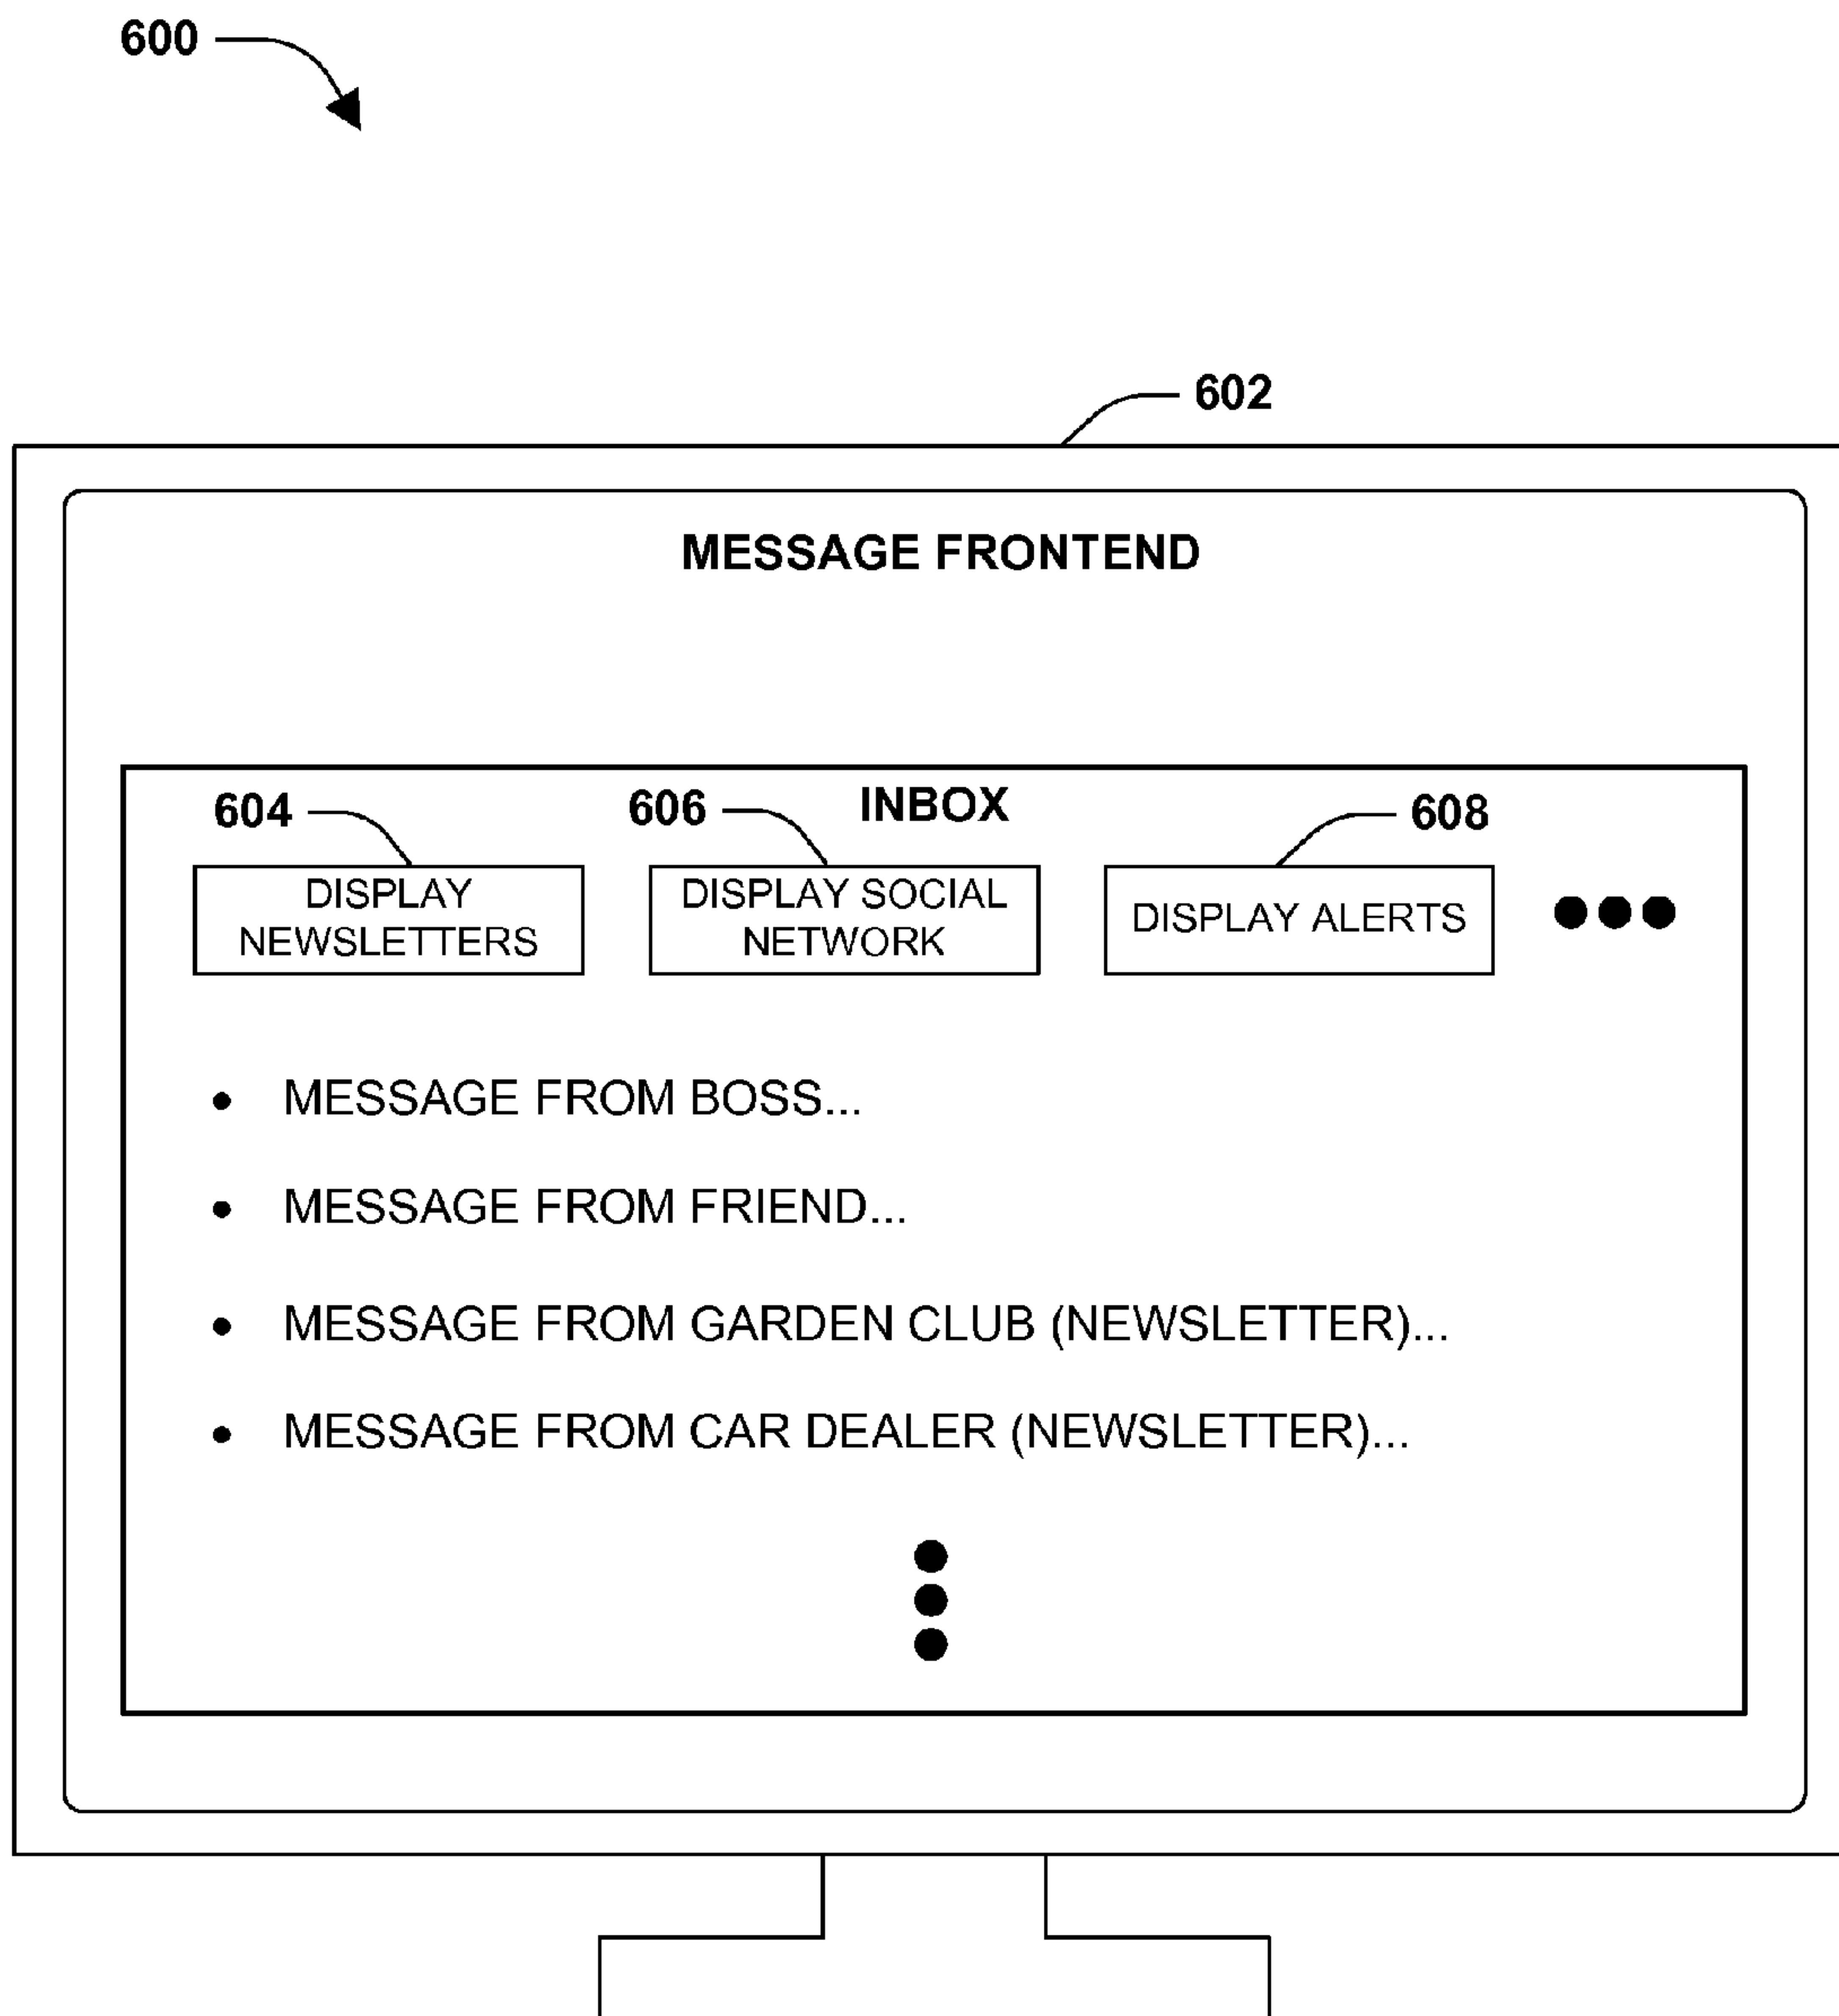 600
602
MESSAGE FRONTEND
INBOX
604
606
608
DISPLAY
NEWSLETTERS
DISPLAY SOCIAL
NETWORK
DISPLAY ALERTS
• MESSAGE FROM BOSS...
• MESSAGE FROM FRIEND...
• MESSAGE FROM GARDEN CLUB (NEWSLETTER)...
• MESSAGE FROM CAR DEALER (NEWSLETTER)...